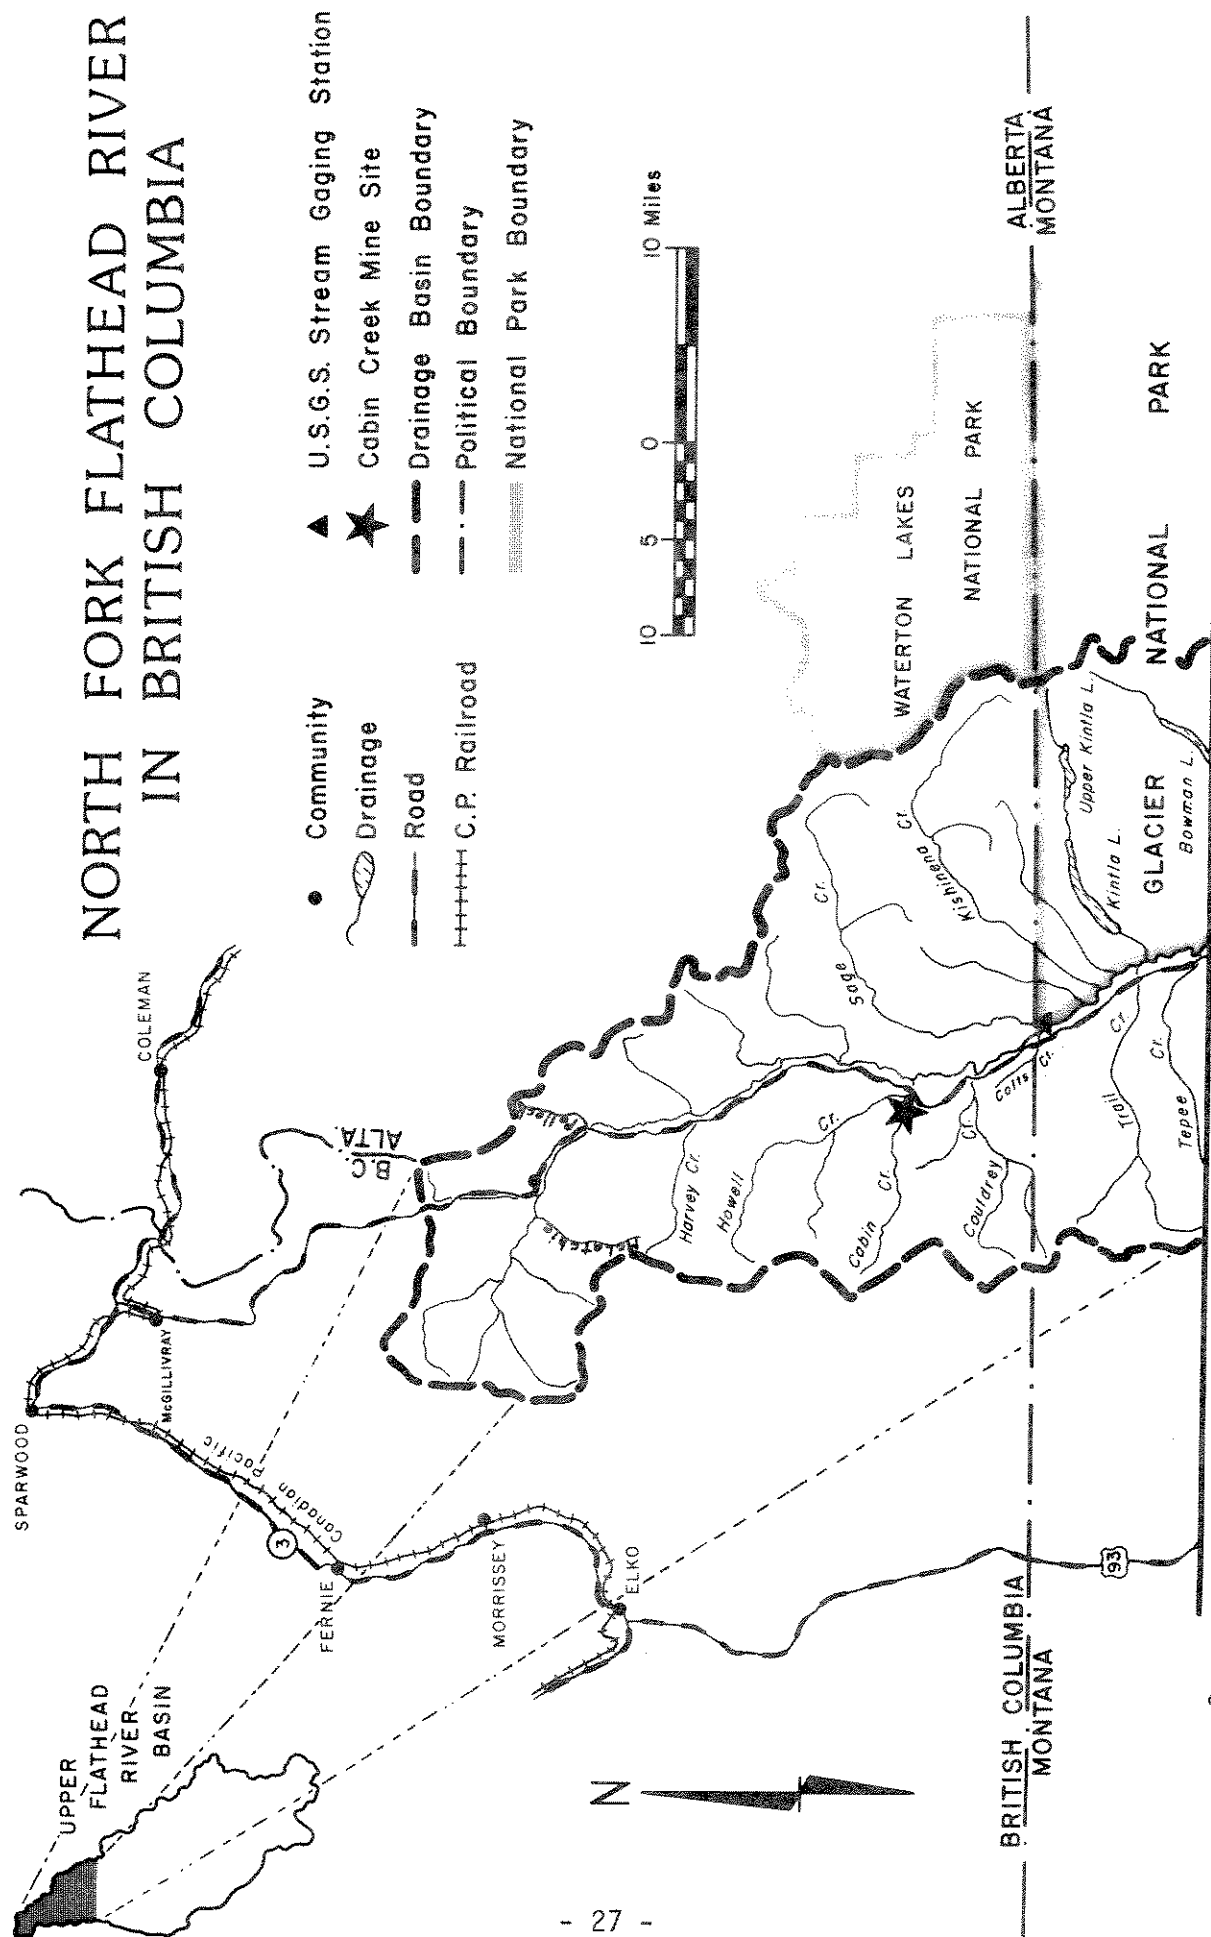 NORTH FORK FLATHEAD RIVER
IN BRITISH COLUMBIA
Community
Drainage
Road
C.P. Railroad
U.S.G.S. Stream Gaging Station
Cabin Creek Mine Site
Drainage Basin Boundary
Political Boundary
National Park Boundary
10 5 0 10 Miles
UPPER
FLATHEAD
RIVER
BASIN
SPARWOOD
McGILLIVRAY
COLEMAN
Canadian
Pacific
3
FERNIE
MORRISSEY
ELKO
B.C.
ALTA.
Harvey Cr.
Howell Cr.
Cabin Cr.
Couldrey Cr.
Sage Cr.
Kishinena Cr.
Cr.
Trail Cr.
Tepee Cr.
WATERTON LAKES
NATIONAL PARK
Upper Kintla L.
Kintla L.
Bowman L.
GLACIER NATIONAL PARK
N
BRITISH COLUMBIA
MONTANA
ALBERTA
MONTANA
93
- 27 -